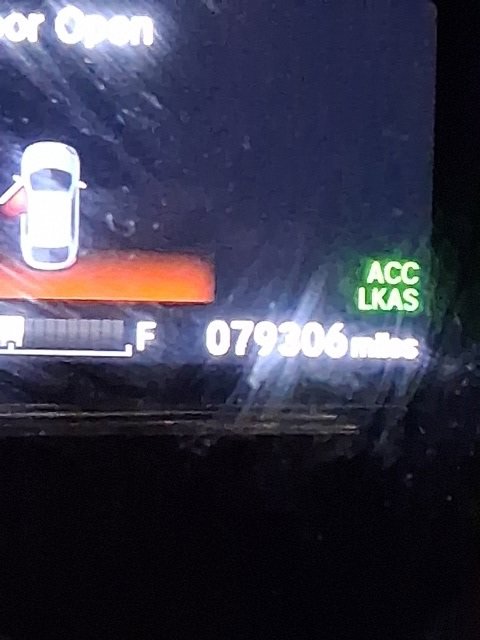 or Open
ACC
LKAS
F 079306 miles